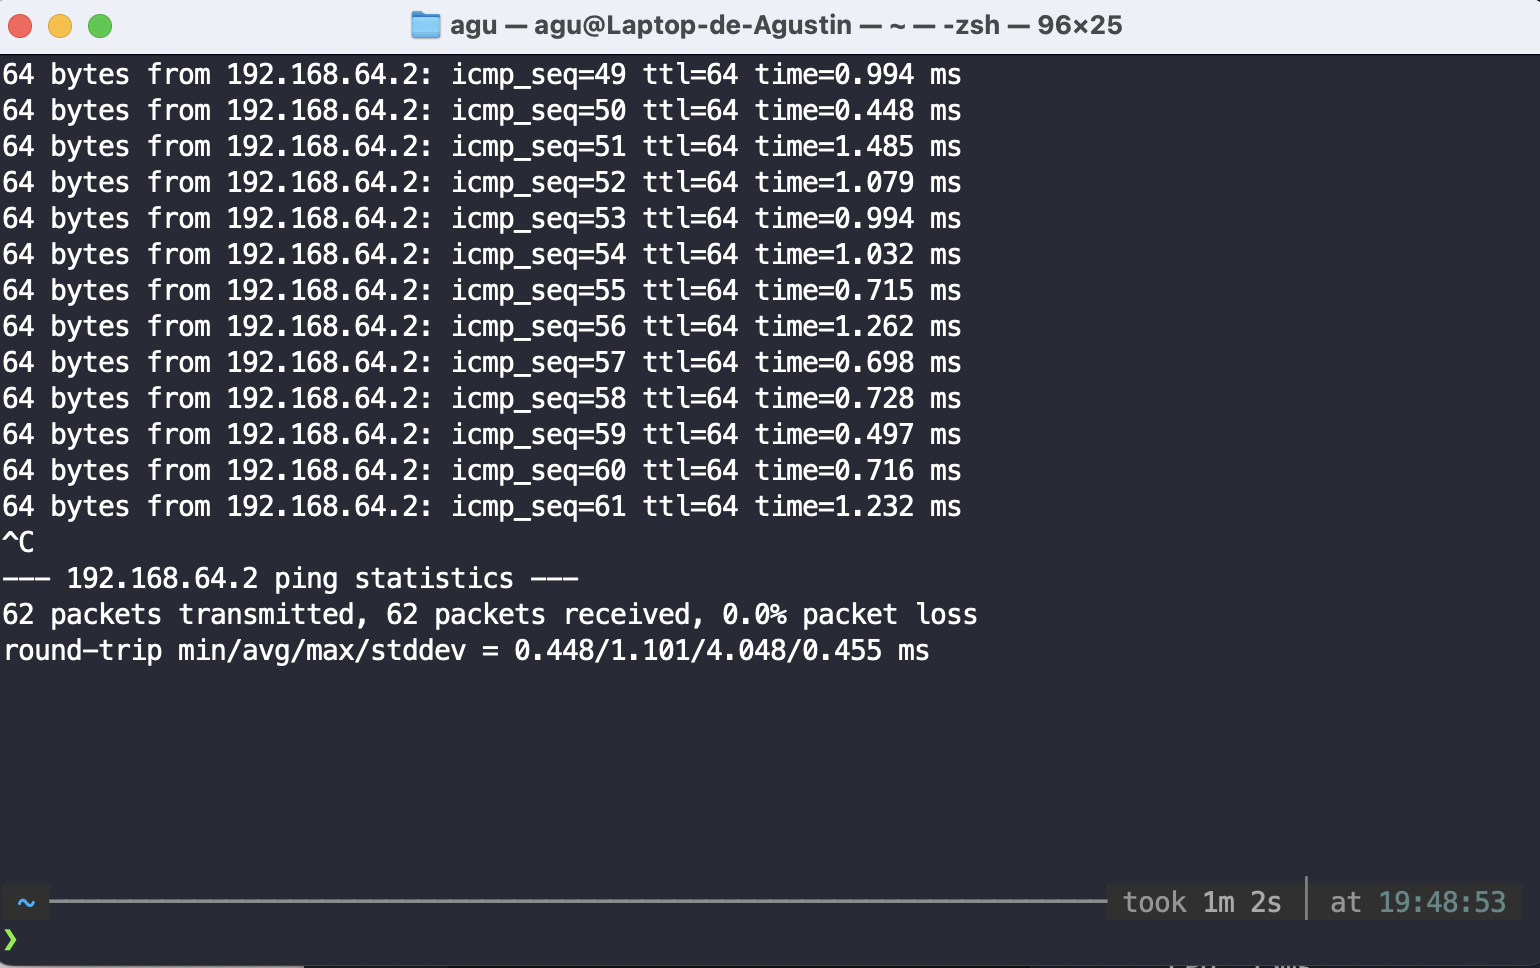 agu — agu@Laptop-de-Agustin — ~ — -zsh — 96×25
64 bytes from 192.168.64.2: icmp_seq=49 ttl=64 time=0.994 ms
64 bytes from 192.168.64.2: icmp_seq=50 ttl=64 time=0.448 ms
64 bytes from 192.168.64.2: icmp_seq=51 ttl=64 time=1.485 ms
64 bytes from 192.168.64.2: icmp_seq=52 ttl=64 time=1.079 ms
64 bytes from 192.168.64.2: icmp_seq=53 ttl=64 time=0.994 ms
64 bytes from 192.168.64.2: icmp_seq=54 ttl=64 time=1.032 ms
64 bytes from 192.168.64.2: icmp_seq=55 ttl=64 time=0.715 ms
64 bytes from 192.168.64.2: icmp_seq=56 ttl=64 time=1.262 ms
64 bytes from 192.168.64.2: icmp_seq=57 ttl=64 time=0.698 ms
64 bytes from 192.168.64.2: icmp_seq=58 ttl=64 time=0.728 ms
64 bytes from 192.168.64.2: icmp_seq=59 ttl=64 time=0.497 ms
64 bytes from 192.168.64.2: icmp_seq=60 ttl=64 time=0.716 ms
64 bytes from 192.168.64.2: icmp_seq=61 ttl=64 time=1.232 ms
^C
--- 192.168.64.2 ping statistics ---
62 packets transmitted, 62 packets received, 0.0% packet loss
round-trip min/avg/max/stddev = 0.448/1.101/4.048/0.455 ms
~ took 1m 2s at 19:48:53
❯